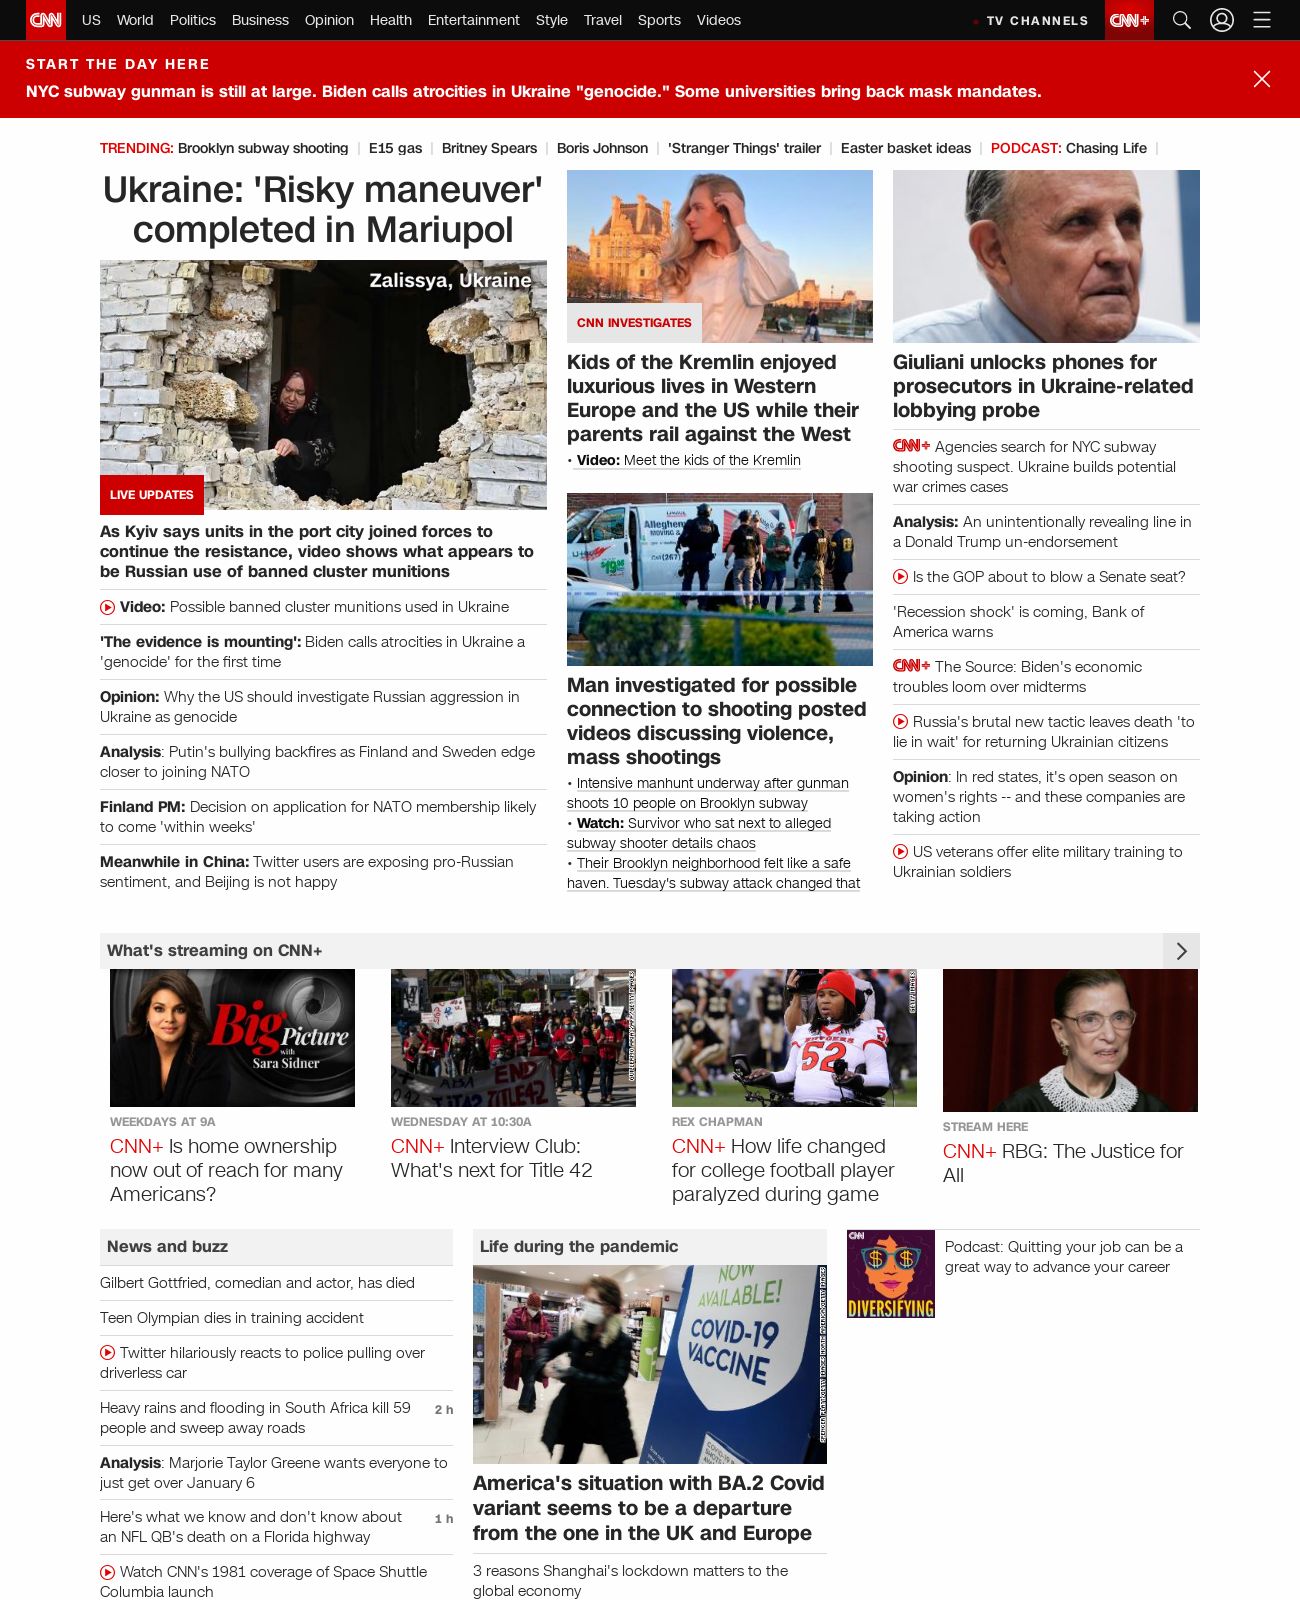 CNN US World Politics Business Opinion Health Entertainment Style Travel Sports Videos TV CHANNELS CNN+
START THE DAY HERE
NYC subway gunman is still at large. Biden calls atrocities in Ukraine "genocide." Some universities bring back mask mandates.
TRENDING: Brooklyn subway shooting | E15 gas | Britney Spears | Boris Johnson | 'Stranger Things' trailer | Easter basket ideas | PODCAST: Chasing Life |
Ukraine: 'Risky maneuver'
completed in Mariupol
Zalissya, Ukraine
LIVE UPDATES
As Kyiv says units in the port city joined forces to
continue the resistance, video shows what appears to
be Russian use of banned cluster munitions
Video: Possible banned cluster munitions used in Ukraine
'The evidence is mounting': Biden calls atrocities in Ukraine a
'genocide' for the first time
Opinion: Why the US should investigate Russian aggression in
Ukraine as genocide
Analysis: Putin's bullying backfires as Finland and Sweden edge
closer to joining NATO
Finland PM: Decision on application for NATO membership likely
to come 'within weeks'
Meanwhile in China: Twitter users are exposing pro-Russian
sentiment, and Beijing is not happy
CNN INVESTIGATES
Kids of the Kremlin enjoyed
luxurious lives in Western
Europe and the US while their
parents rail against the West
• Video: Meet the kids of the Kremlin
Man investigated for possible
connection to shooting posted
videos discussing violence,
mass shootings
• Intensive manhunt underway after gunman
shoots 10 people on Brooklyn subway
• Watch: Survivor who sat next to alleged
subway shooter details chaos
• Their Brooklyn neighborhood felt like a safe
haven. Tuesday's subway attack changed that
Giuliani unlocks phones for
prosecutors in Ukraine-related
lobbying probe
CNN+ Agencies search for NYC subway
shooting suspect. Ukraine builds potential
war crimes cases
Analysis: An unintentionally revealing line in
a Donald Trump un-endorsement
Is the GOP about to blow a Senate seat?
'Recession shock' is coming, Bank of
America warns
CNN+ The Source: Biden's economic
troubles loom over midterms
Russia's brutal new tactic leaves death 'to
lie in wait' for returning Ukrainian citizens
Opinion: In red states, it's open season on
women's rights -- and these companies are
taking action
US veterans offer elite military training to
Ukrainian soldiers
What's streaming on CNN+
Big
Picture
with
Sara Sidner
WEEKDAYS AT 9A
CNN+ Is home ownership
now out of reach for many
Americans?
END
TITLE 42
WEDNESDAY AT 10:30A
CNN+ Interview Club:
What's next for Title 42
RUTGERS
52
REX CHAPMAN
CNN+ How life changed
for college football player
paralyzed during game
STREAM HERE
CNN+ RBG: The Justice for
All
News and buzz
Gilbert Gottfried, comedian and actor, has died
Teen Olympian dies in training accident
Twitter hilariously reacts to police pulling over
driverless car
Heavy rains and flooding in South Africa kill 59 2 h
people and sweep away roads
Analysis: Marjorie Taylor Greene wants everyone to
just get over January 6
Here's what we know and don't know about 1 h
an NFL QB's death on a Florida highway
Watch CNN's 1981 coverage of Space Shuttle
Columbia launch
Life during the pandemic
NOW
AVAILABLE!
COVID-19
VACCINE
America's situation with BA.2 Covid
variant seems to be a departure
from the one in the UK and Europe
3 reasons Shanghai's lockdown matters to the
global economy
CNN
DIVERSIFYING
Podcast: Quitting your job can be a
great way to advance your career